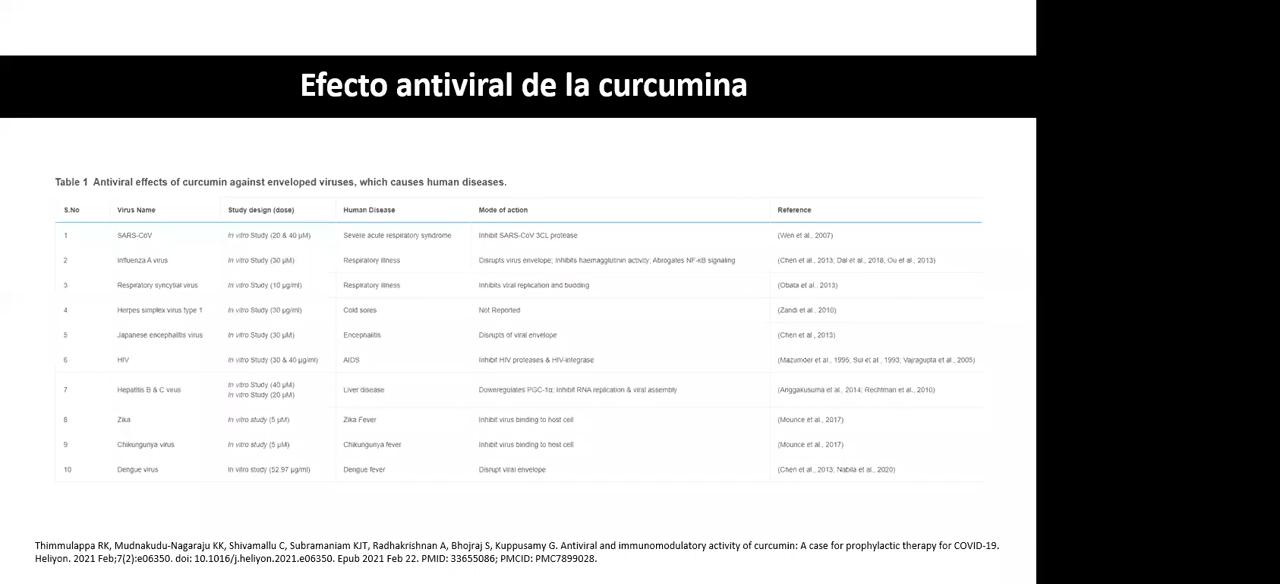 Efecto antiviral de la curcumina
Table 1 Antiviral effects of curcumin against enveloped viruses, which causes human diseases.
S.No Virus Name Study design (dose) Human Disease Mode of action Reference
1 SARS-CoV In vitro Study (20 & 40 µM) Severe acute respiratory syndrome Inhibit SARS-CoV 3CL protease (Wen et al., 2007)
2 Influenza A virus In vitro Study (30 µM) Respiratory illness Disrupts virus envelope; Inhibits haemagglutinin activity; Abrogates NF-κB signaling (Chen et al., 2013; Dai et al., 2018; Ou et al., 2013)
3 Respiratory syncytial virus In vitro Study (10 µg/ml) Respiratory illness Inhibits viral replication and budding (Obata et al., 2013)
4 Herpes simplex virus type 1 In vitro Study (30 µg/ml) Cold sores Not Reported (Zandi et al., 2010)
5 Japanese encephalitis virus In vitro Study (30 µM) Encephalitis Disrupts of viral envelope (Chen et al., 2013)
6 HIV In vitro Study (30 & 40 µg/ml) AIDS Inhibit HIV proteases & HIV-integrase (Mazumder et al., 1995; Sui et al., 1993; Vajragupta et al., 2005)
7 Hepatitis B & C virus In vitro Study (40 µM) Liver disease Downregulates PGC-1α; Inhibit RNA replication & viral assembly (Anggakusuma et al., 2014; Rechtman et al., 2010)
In vitro Study (20 µM)
8 Zika In vitro study (5 µM) Zika Fever Inhibit virus binding to host cell (Mounce et al., 2017)
9 Chikungunya virus In vitro study (5 µM) Chikungunya fever Inhibit virus binding to host cell (Mounce et al., 2017)
10 Dengue virus In vitro study (52.97 µg/ml) Dengue fever Disrupt viral envelope (Chen et al., 2013; Nabila et al., 2020)
Thimmulappa RK, Mudnakudu-Nagaraju KK, Shivamallu C, Subramaniam KJT, Radhakrishnan A, Bhojraj S, Kuppusamy G. Antiviral and immunomodulatory activity of curcumin: A case for prophylactic therapy for COVID-19.
Heliyon. 2021 Feb;7(2):e06350. doi: 10.1016/j.heliyon.2021.e06350. Epub 2021 Feb 22. PMID: 33655086; PMCID: PMC7899028.